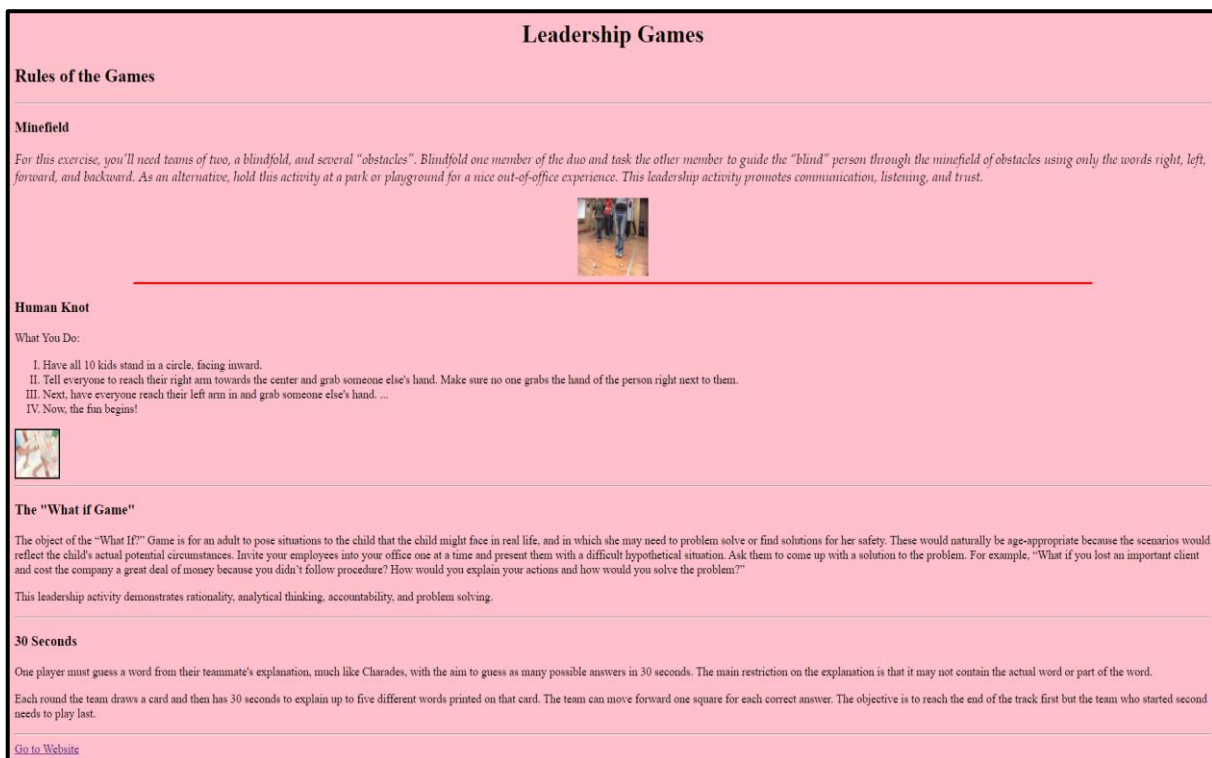 Leadership Games
Rules of the Games
Minefield
For this exercise, you'll need teams of two, a blindfold, and several “obstacles”. Blindfold one member of the duo and task the other member to guide the “blind” person through the minefield of obstacles using only the words right, left,
forward, and backward. As an alternative, hold this activity at a park or playground for a nice out-of-office experience. This leadership activity promotes communication, listening, and trust.
Human Knot
What You Do:
I. Have all 10 kids stand in a circle, facing inward.
II. Tell everyone to reach their right arm towards the center and grab someone else's hand. Make sure no one grabs the hand of the person right next to them.
III. Next, have everyone reach their left arm in and grab someone else's hand. ...
IV. Now, the fun begins!
The "What if Game"
The object of the “What If?” Game is for an adult to pose situations to the child that the child might face in real life, and in which she may need to problem solve or find solutions for her safety. These would naturally be age-appropriate because the scenarios would
reflect the child's actual potential circumstances. Invite your employees into your office one at a time and present them with a difficult hypothetical situation. Ask them to come up with a solution to the problem. For example, “What if you lost an important client
and cost the company a great deal of money because you didn’t follow procedure? How would you explain your actions and how would you solve the problem?”
This leadership activity demonstrates rationality, analytical thinking, accountability, and problem solving.
30 Seconds
One player must guess a word from their teammate's explanation, much like Charades, with the aim to guess as many possible answers in 30 seconds. The main restriction on the explanation is that it may not contain the actual word or part of the word.
Each round the team draws a card and then has 30 seconds to explain up to five different words printed on that card. The team can move forward one square for each correct answer. The objective is to reach the end of the track first but the team who started second
needs to play last.
Go to Website